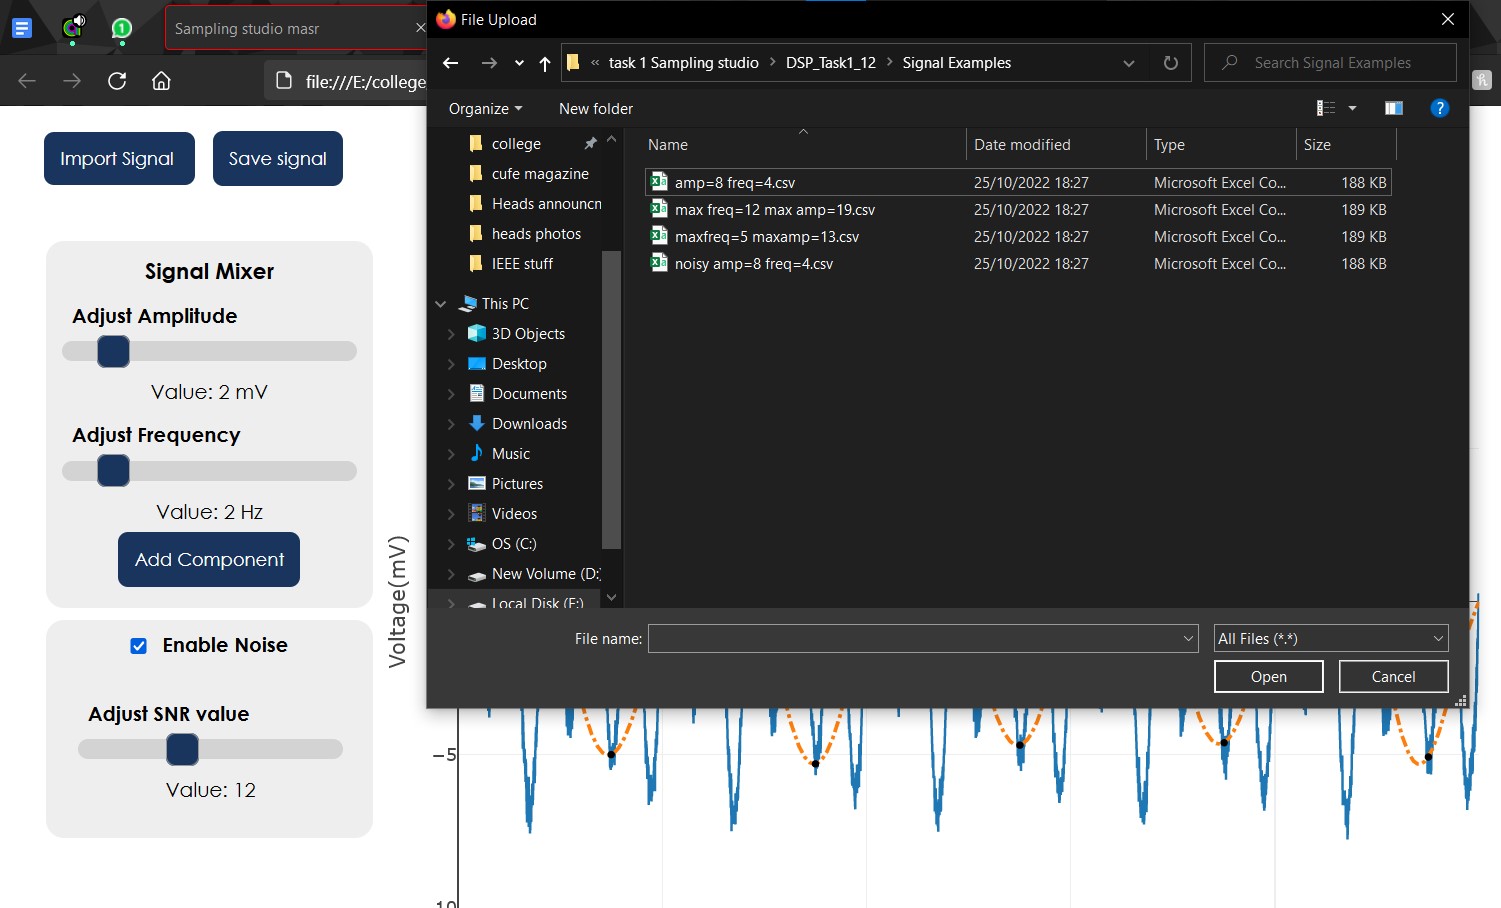 Sampling studio masr
file:///E:/college
Import Signal
Save signal
Signal Mixer
Adjust Amplitude
Value: 2 mV
Adjust Frequency
Value: 2 Hz
Add Component
Enable Noise
Adjust SNR value
Value: 12
Voltage(mV)
−5
File Upload
« task 1 Sampling studio › DSP_Task1_12 › Signal Examples
Search Signal Examples
Organize
New folder
college
cufe magazine
Heads announcn
heads photos
IEEE stuff
This PC
3D Objects
Desktop
Documents
Downloads
Music
Pictures
Videos
OS (C:)
New Volume (D:)
Local Disk (E:)
Name Date modified Type Size
amp=8 freq=4.csv 25/10/2022 18:27 Microsoft Excel Co... 188 KB
max freq=12 max amp=19.csv 25/10/2022 18:27 Microsoft Excel Co... 189 KB
maxfreq=5 maxamp=13.csv 25/10/2022 18:27 Microsoft Excel Co... 189 KB
noisy amp=8 freq=4.csv 25/10/2022 18:27 Microsoft Excel Co... 188 KB
File name:
All Files (*.*)
Open
Cancel